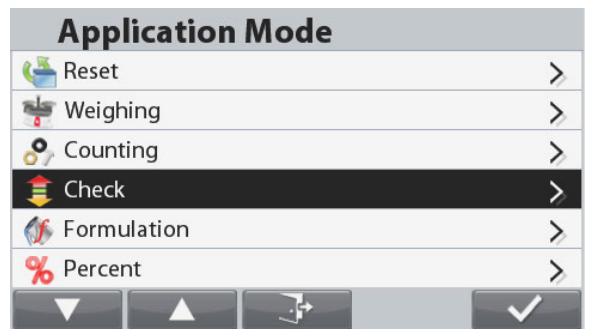 Application Mode
Reset
Weighing
Counting
Check
Formulation
Percent